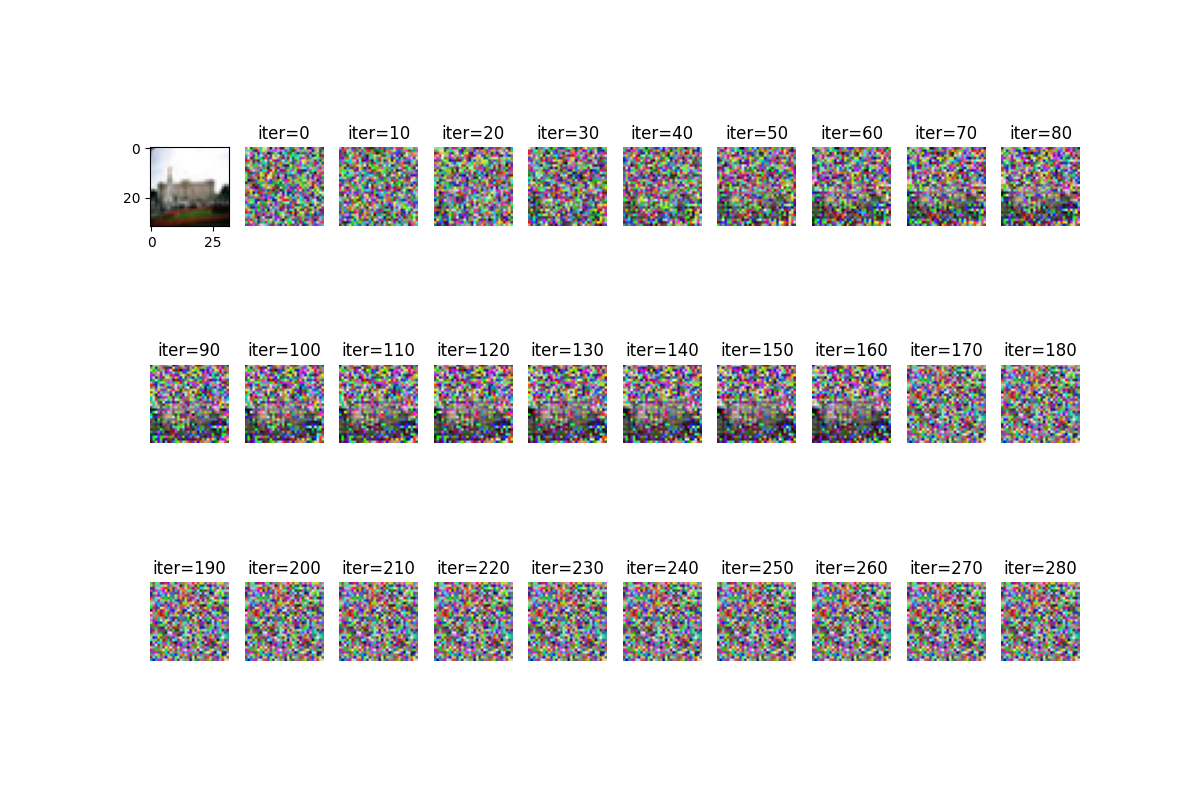 iter=0 iter=10 iter=20 iter=30 iter=40 iter=50 iter=60 iter=70 iter=80
0
20
0 25
iter=90 iter=100 iter=110 iter=120 iter=130 iter=140 iter=150 iter=160 iter=170 iter=180
iter=190 iter=200 iter=210 iter=220 iter=230 iter=240 iter=250 iter=260 iter=270 iter=280